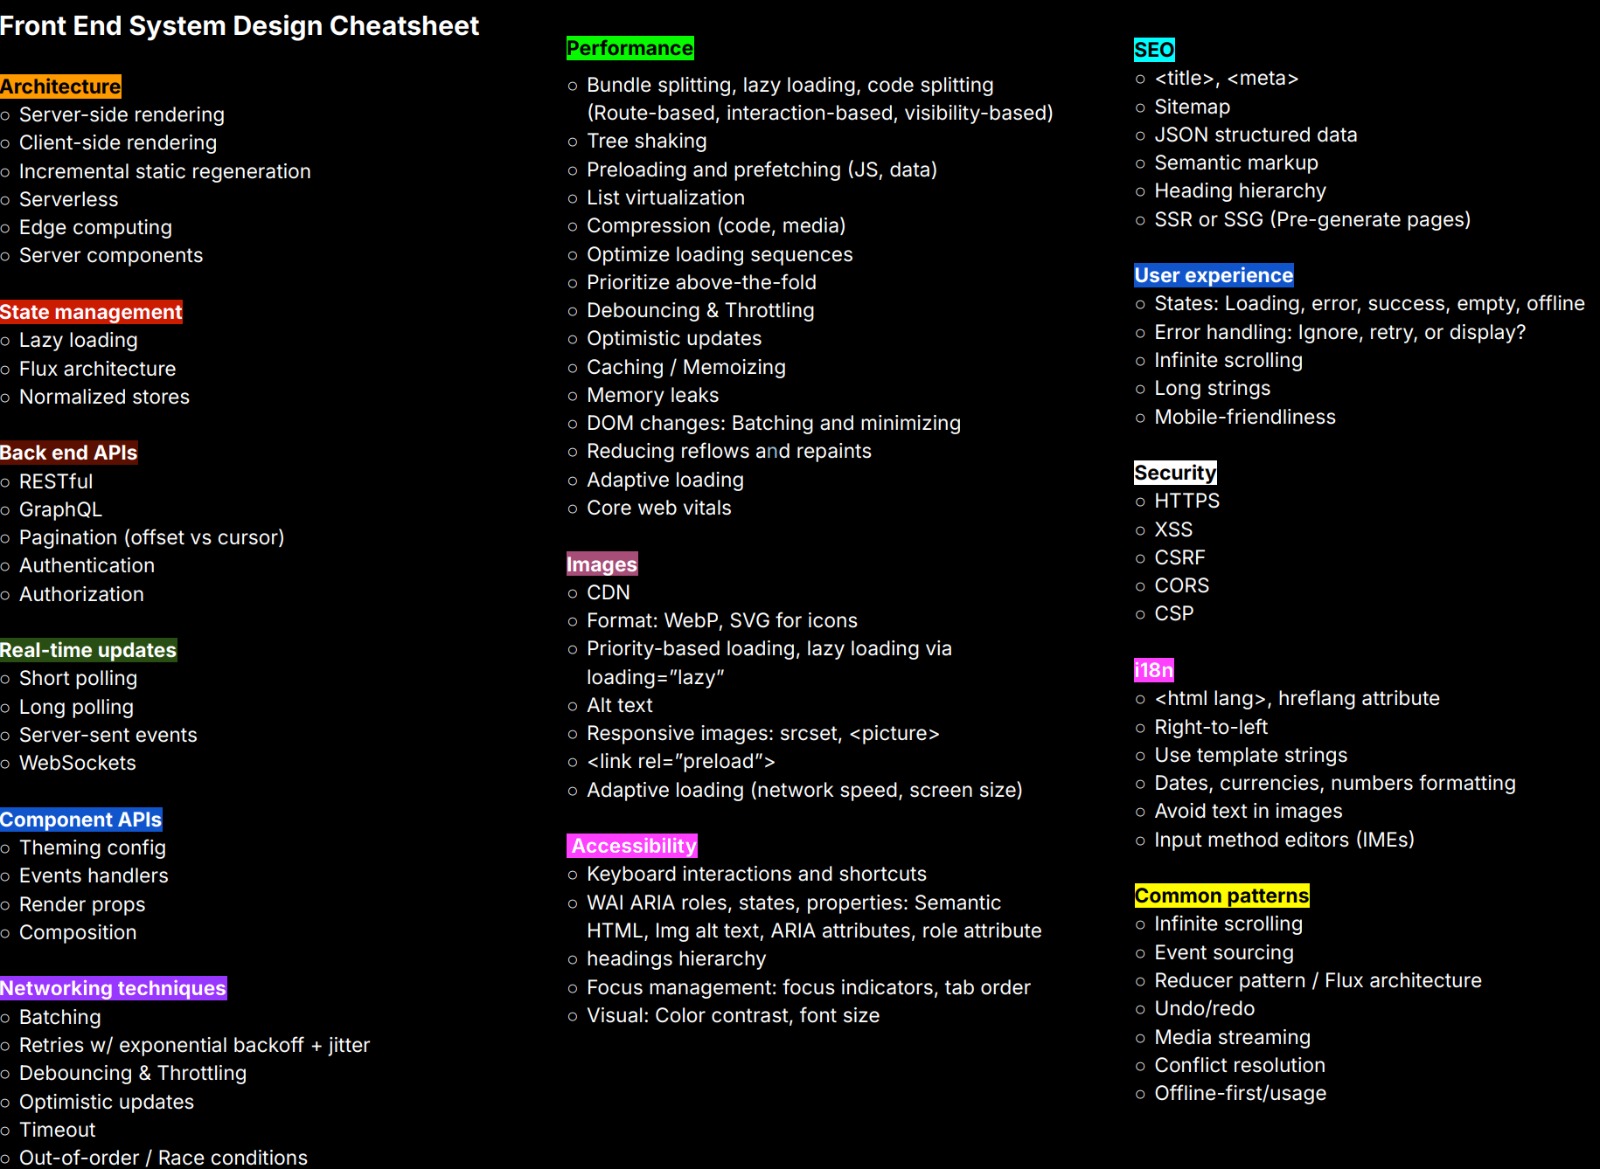 Front End System Design Cheatsheet
Architecture
○ Server-side rendering
○ Client-side rendering
○ Incremental static regeneration
○ Serverless
○ Edge computing
○ Server components
State management
○ Lazy loading
○ Flux architecture
○ Normalized stores
Back end APIs
○ RESTful
○ GraphQL
○ Pagination (offset vs cursor)
○ Authentication
○ Authorization
Real-time updates
○ Short polling
○ Long polling
○ Server-sent events
○ WebSockets
Component APIs
○ Theming config
○ Events handlers
○ Render props
○ Composition
Networking techniques
○ Batching
○ Retries w/ exponential backoff + jitter
○ Debouncing & Throttling
○ Optimistic updates
○ Timeout
○ Out-of-order / Race conditions
Performance
○ Bundle splitting, lazy loading, code splitting
(Route-based, interaction-based, visibility-based)
○ Tree shaking
○ Preloading and prefetching (JS, data)
○ List virtualization
○ Compression (code, media)
○ Optimize loading sequences
○ Prioritize above-the-fold
○ Debouncing & Throttling
○ Optimistic updates
○ Caching / Memoizing
○ Memory leaks
○ DOM changes: Batching and minimizing
○ Reducing reflows and repaints
○ Adaptive loading
○ Core web vitals
Images
○ CDN
○ Format: WebP, SVG for icons
○ Priority-based loading, lazy loading via
loading=”lazy”
○ Alt text
○ Responsive images: srcset, <picture>
○ <link rel=”preload”>
○ Adaptive loading (network speed, screen size)
Accessibility
○ Keyboard interactions and shortcuts
○ WAI ARIA roles, states, properties: Semantic
HTML, Img alt text, ARIA attributes, role attribute
○ headings hierarchy
○ Focus management: focus indicators, tab order
○ Visual: Color contrast, font size
SEO
○ <title>, <meta>
○ Sitemap
○ JSON structured data
○ Semantic markup
○ Heading hierarchy
○ SSR or SSG (Pre-generate pages)
User experience
○ States: Loading, error, success, empty, offline
○ Error handling: Ignore, retry, or display?
○ Infinite scrolling
○ Long strings
○ Mobile-friendliness
Security
○ HTTPS
○ XSS
○ CSRF
○ CORS
○ CSP
i18n
○ <html lang>, hreflang attribute
○ Right-to-left
○ Use template strings
○ Dates, currencies, numbers formatting
○ Avoid text in images
○ Input method editors (IMEs)
Common patterns
○ Infinite scrolling
○ Event sourcing
○ Reducer pattern / Flux architecture
○ Undo/redo
○ Media streaming
○ Conflict resolution
○ Offline-first/usage